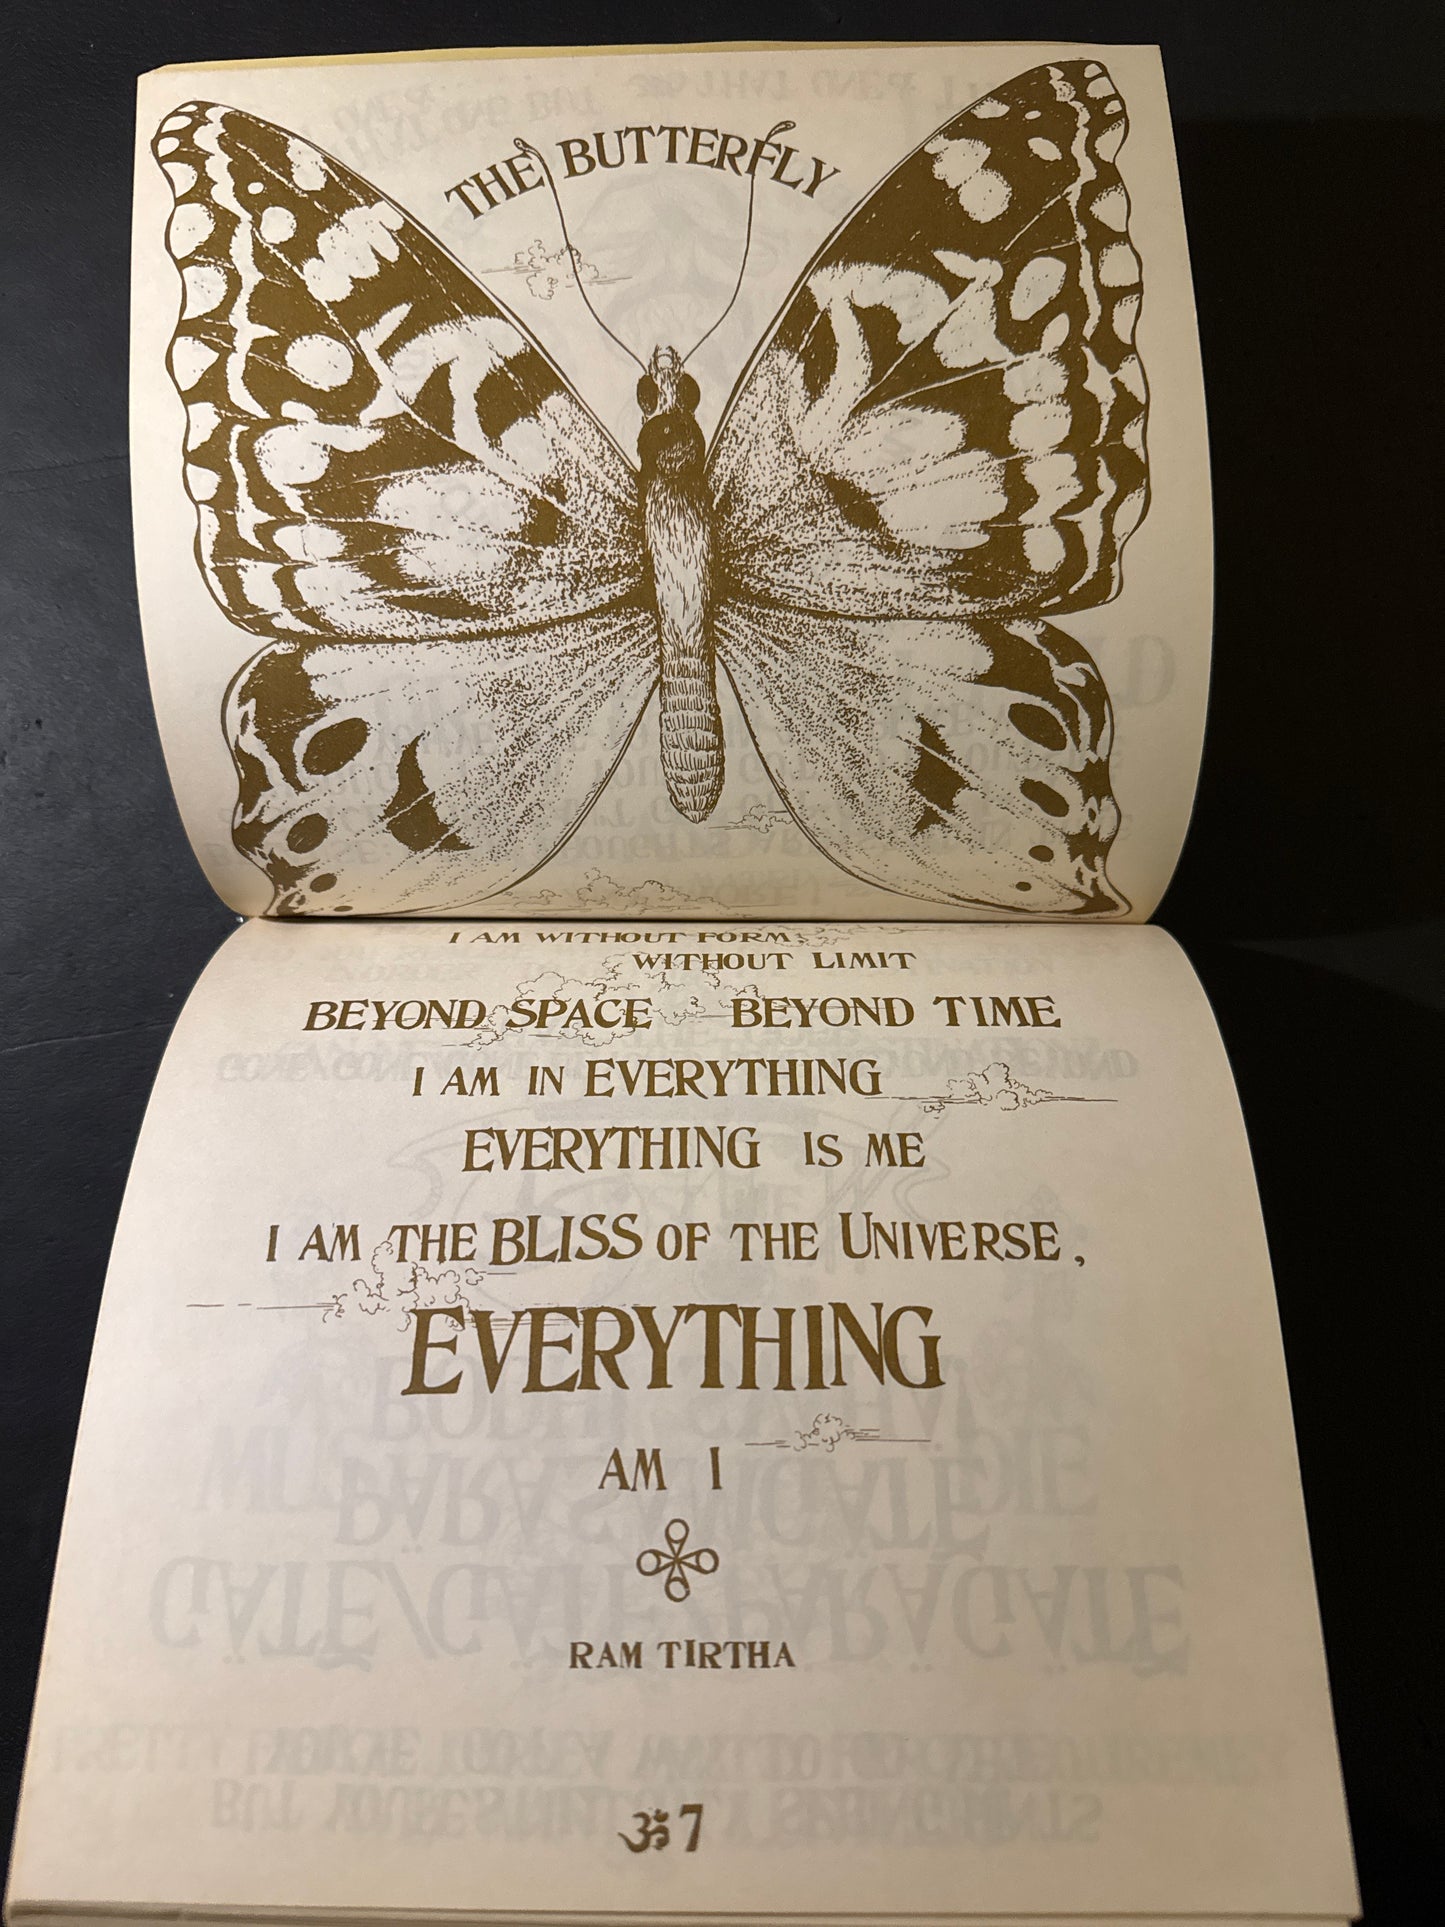 THE BUTTERFLY
I AM WITHOUT FORM,
WITHOUT LIMIT
BEYOND SPACE BEYOND TIME
I AM IN EVERYTHING
EVERYTHING IS ME
I AM THE BLISS OF THE UNIVERSE,
EVERYTHING
AM I
RAM TIRTHA
ॐ 7